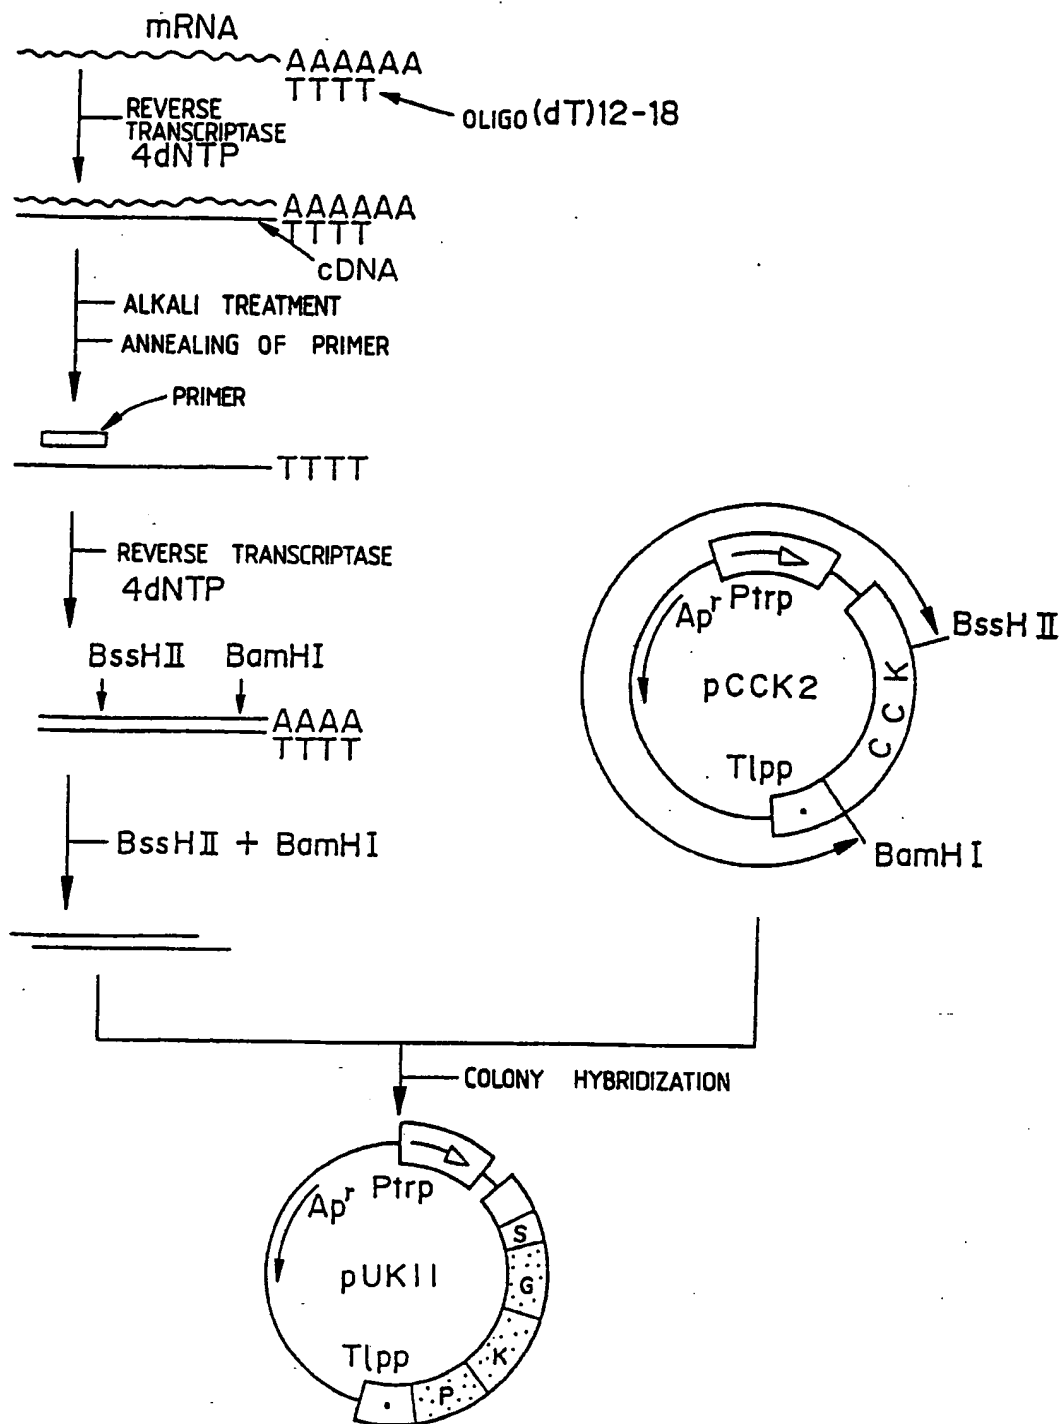 mRNA
AAAAAA
TTTT
OLIGO (dT)12-18
REVERSE
TRANSCRIPTASE
4dNTP
AAAAAA
TTTT
cDNA
ALKALI TREATMENT
ANNEALING OF PRIMER
PRIMER
TTTT
REVERSE TRANSCRIPTASE
4dNTP
BssHII BamHI
AAAA
TTTT
BssHII + BamHI
Apʳ Ptrp
pCCK2
CCK
Tlpp
BssHII
BamHI
COLONY HYBRIDIZATION
Apʳ Ptrp
pUK11
S
G
K
P
Tlpp